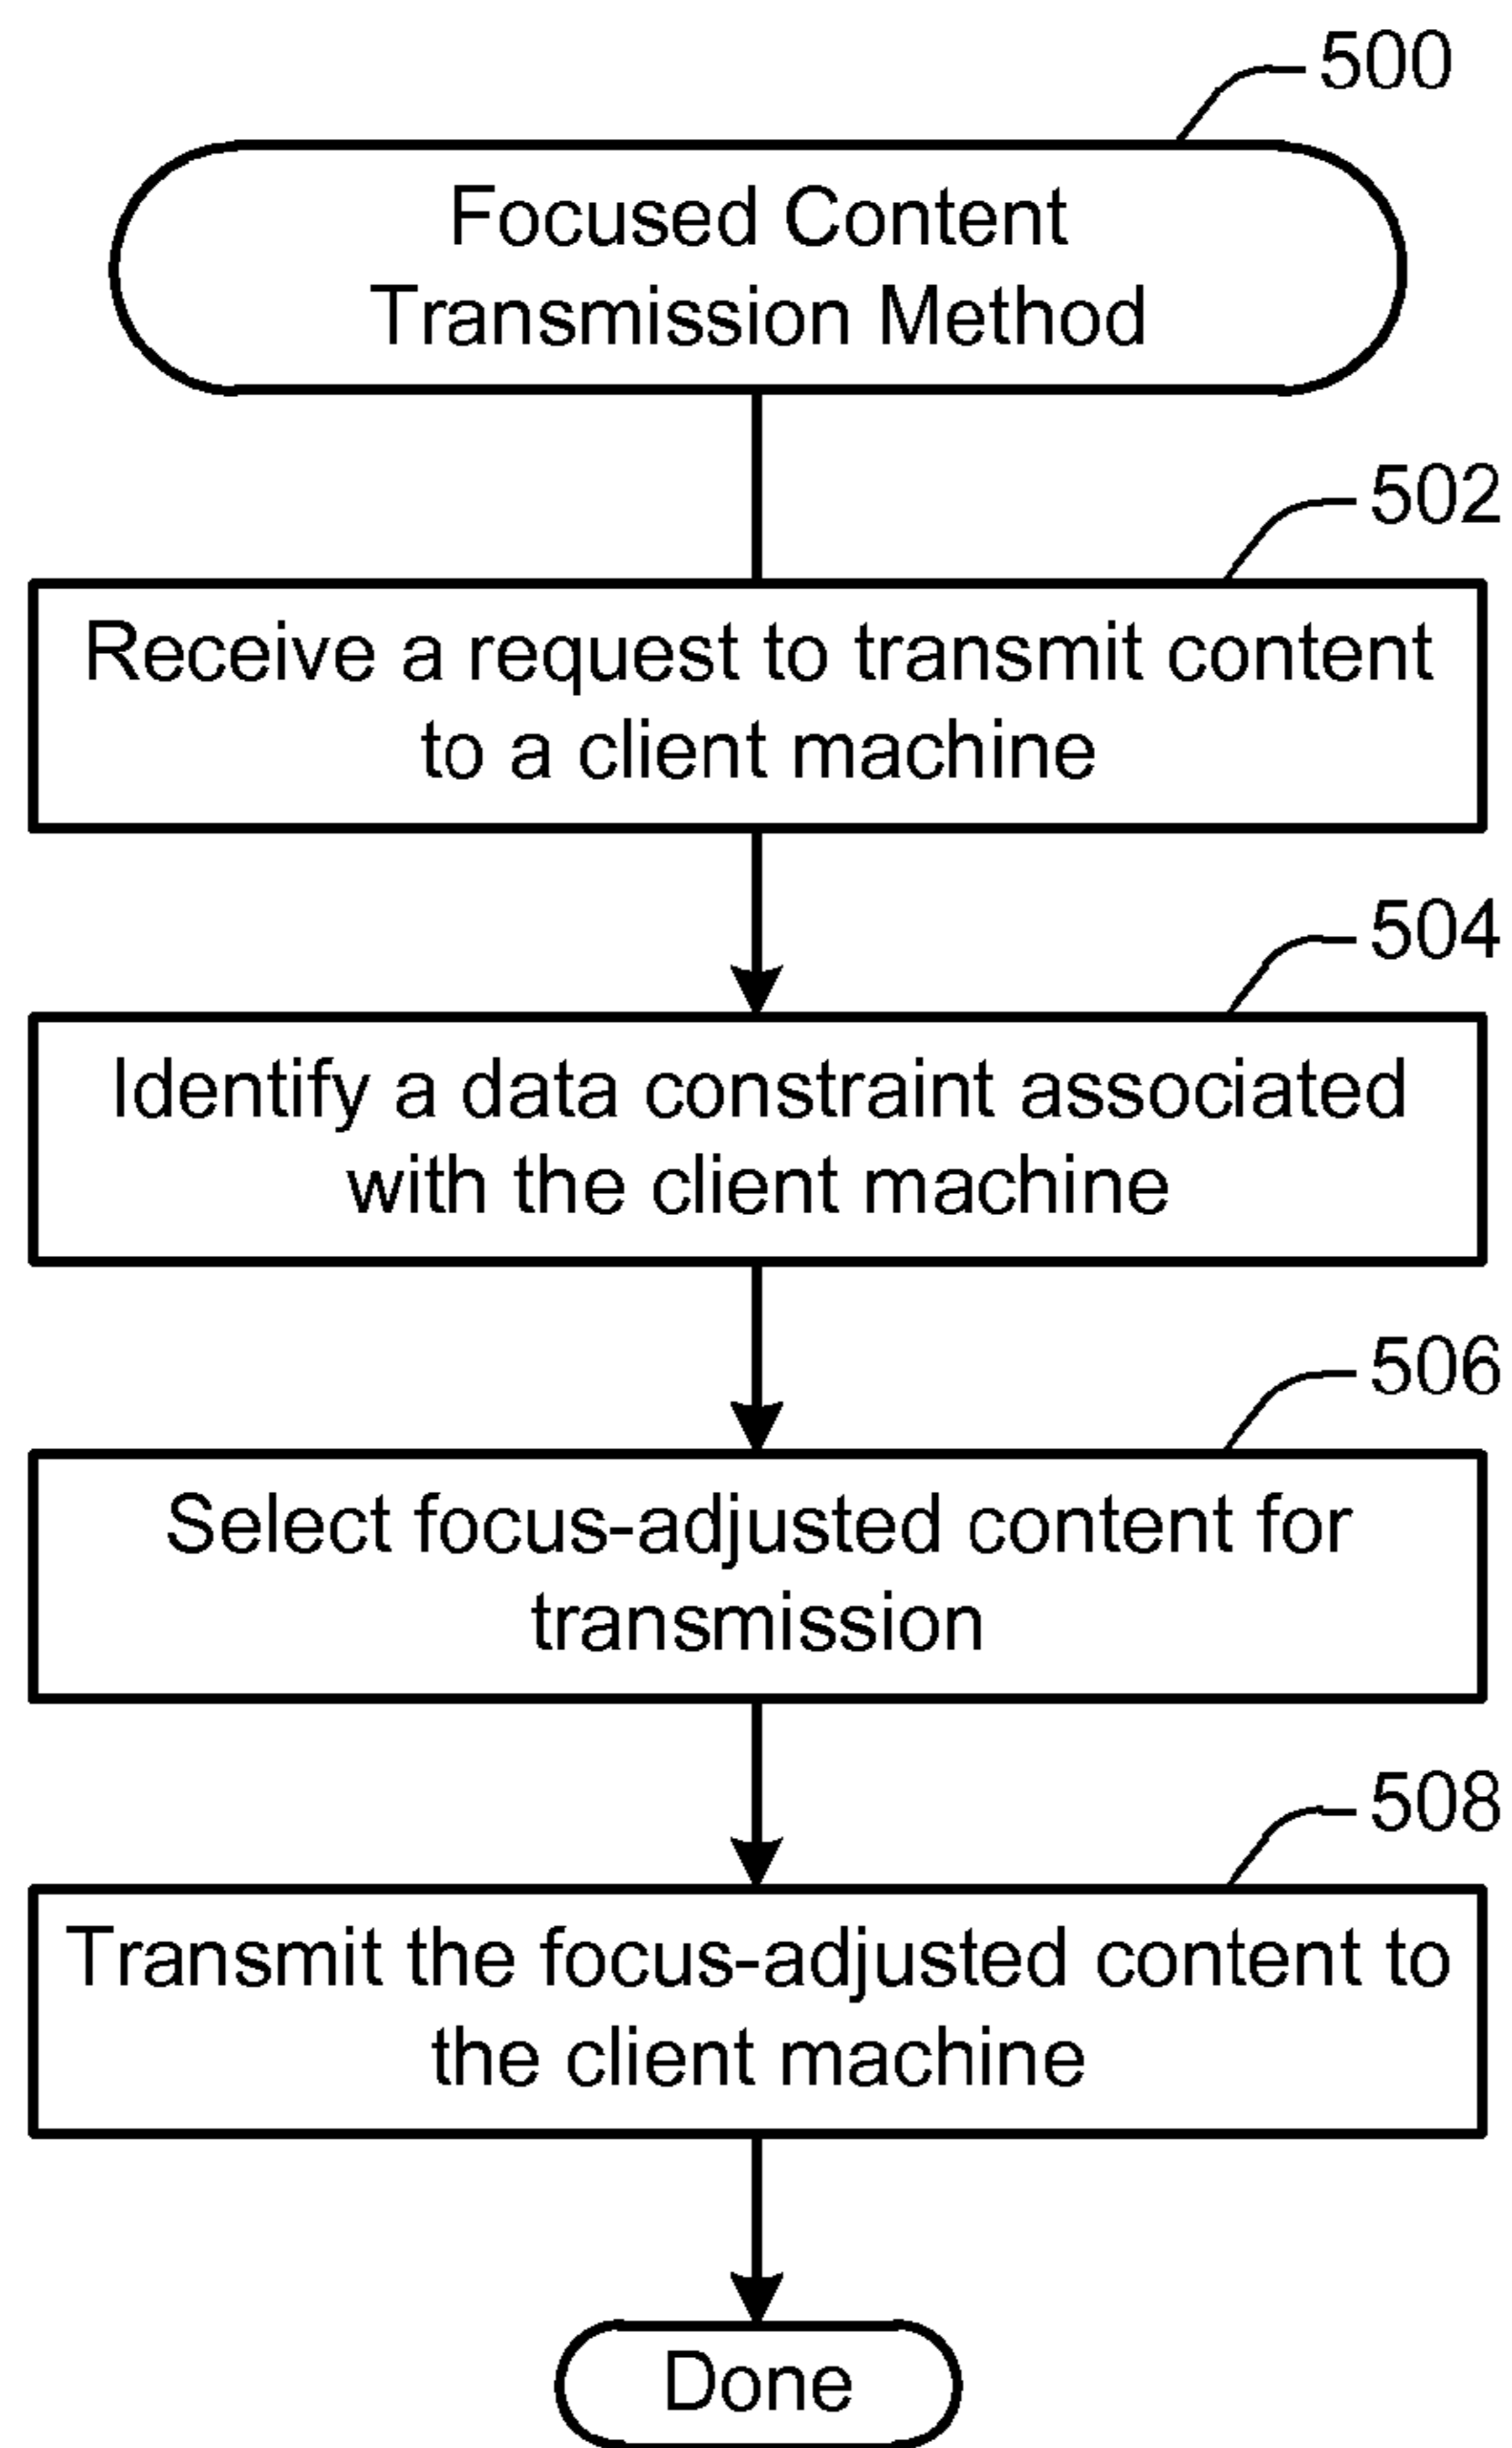 500
Focused Content
Transmission Method
502
Receive a request to transmit content
to a client machine
504
Identify a data constraint associated
with the client machine
506
Select focus-adjusted content for
transmission
508
Transmit the focus-adjusted content to
the client machine
Done